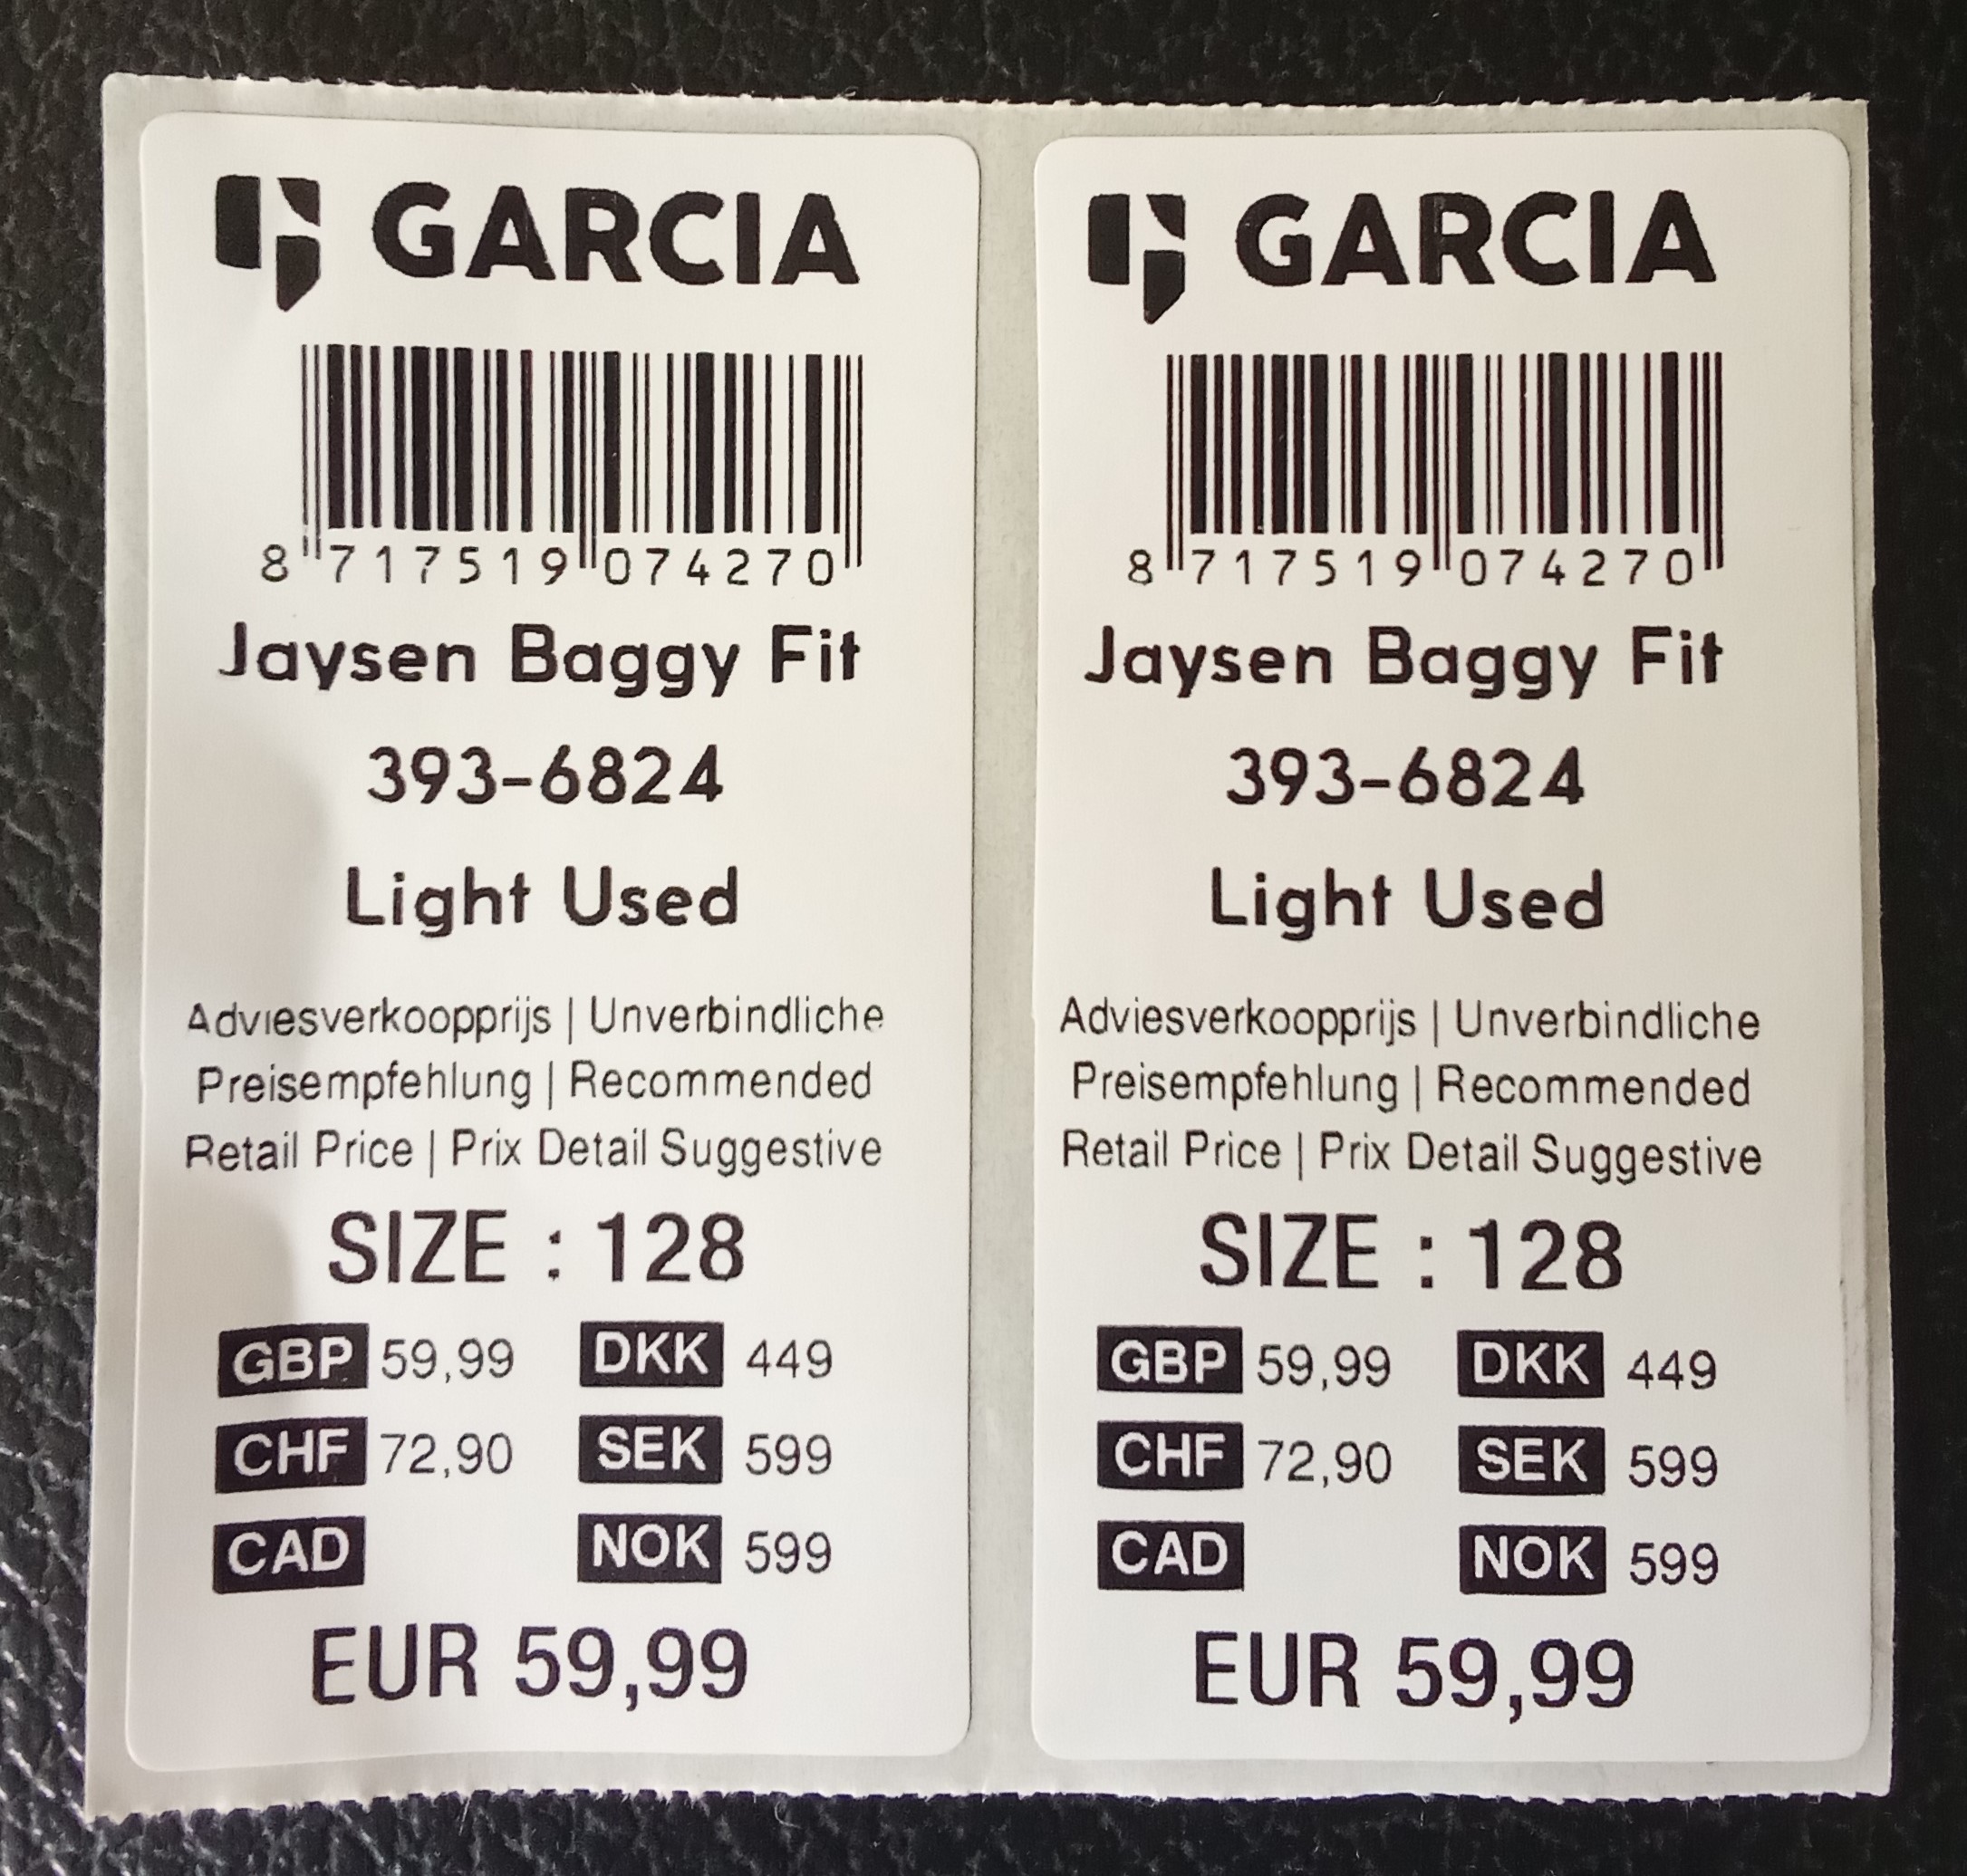 GARCIA
8 717519 074270
Jaysen Baggy Fit
393-6824
Light Used
Adviesverkoopprijs | Unverbindliche
Preisempfehlung | Recommended
Retail Price | Prix Detail Suggestive
SIZE : 128
GBP 59,99 DKK 449
CHF 72,90 SEK 599
CAD NOK 599
EUR 59,99
GARCIA
8 717519 074270
Jaysen Baggy Fit
393-6824
Light Used
Adviesverkoopprijs | Unverbindliche
Preisempfehlung | Recommended
Retail Price | Prix Detail Suggestive
SIZE : 128
GBP 59,99 DKK 449
CHF 72,90 SEK 599
CAD NOK 599
EUR 59,99